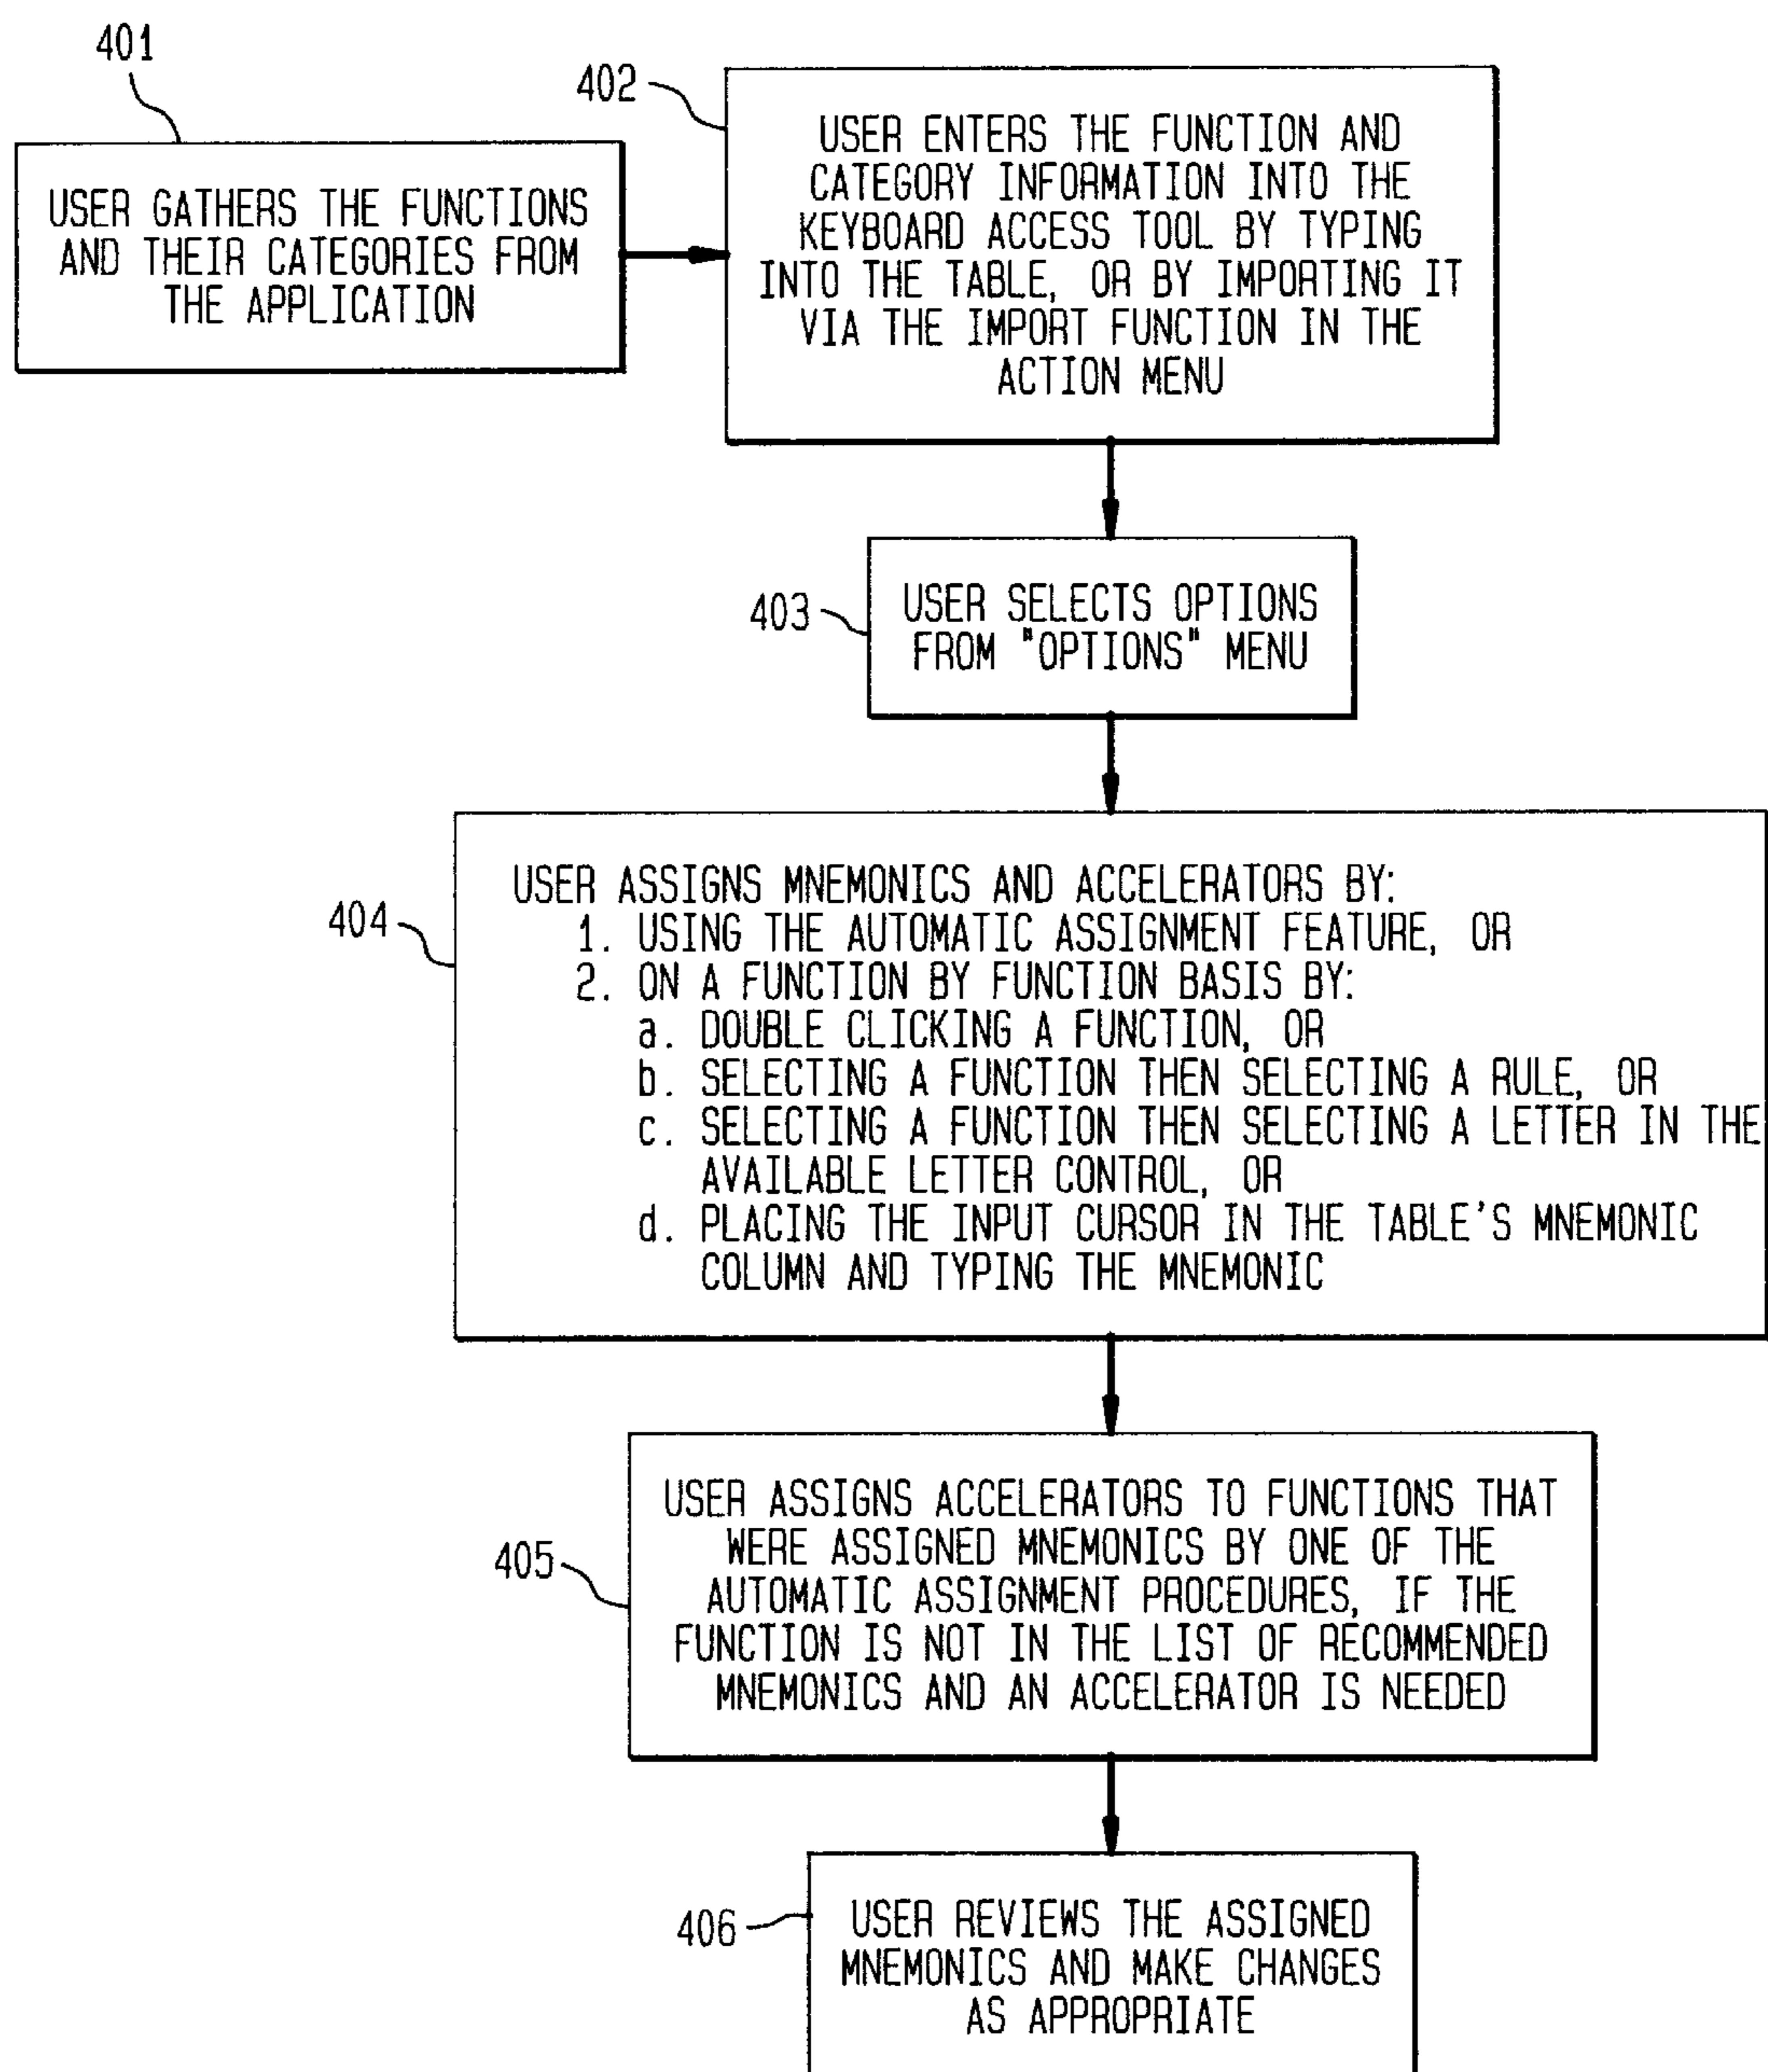 401
USER GATHERS THE FUNCTIONS
AND THEIR CATEGORIES FROM
THE APPLICATION
402
USER ENTERS THE FUNCTION AND
CATEGORY INFORMATION INTO THE
KEYBOARD ACCESS TOOL BY TYPING
INTO THE TABLE, OR BY IMPORTING IT
VIA THE IMPORT FUNCTION IN THE
ACTION MENU
403
USER SELECTS OPTIONS
FROM "OPTIONS" MENU
404
USER ASSIGNS MNEMONICS AND ACCELERATORS BY:
1. USING THE AUTOMATIC ASSIGNMENT FEATURE, OR
2. ON A FUNCTION BY FUNCTION BASIS BY:
a. DOUBLE CLICKING A FUNCTION, OR
b. SELECTING A FUNCTION THEN SELECTING A RULE, OR
c. SELECTING A FUNCTION THEN SELECTING A LETTER IN THE
AVAILABLE LETTER CONTROL, OR
d. PLACING THE INPUT CURSOR IN THE TABLE'S MNEMONIC
COLUMN AND TYPING THE MNEMONIC
405
USER ASSIGNS ACCELERATORS TO FUNCTIONS THAT
WERE ASSIGNED MNEMONICS BY ONE OF THE
AUTOMATIC ASSIGNMENT PROCEDURES, IF THE
FUNCTION IS NOT IN THE LIST OF RECOMMENDED
MNEMONICS AND AN ACCELERATOR IS NEEDED
406
USER REVIEWS THE ASSIGNED
MNEMONICS AND MAKE CHANGES
AS APPROPRIATE